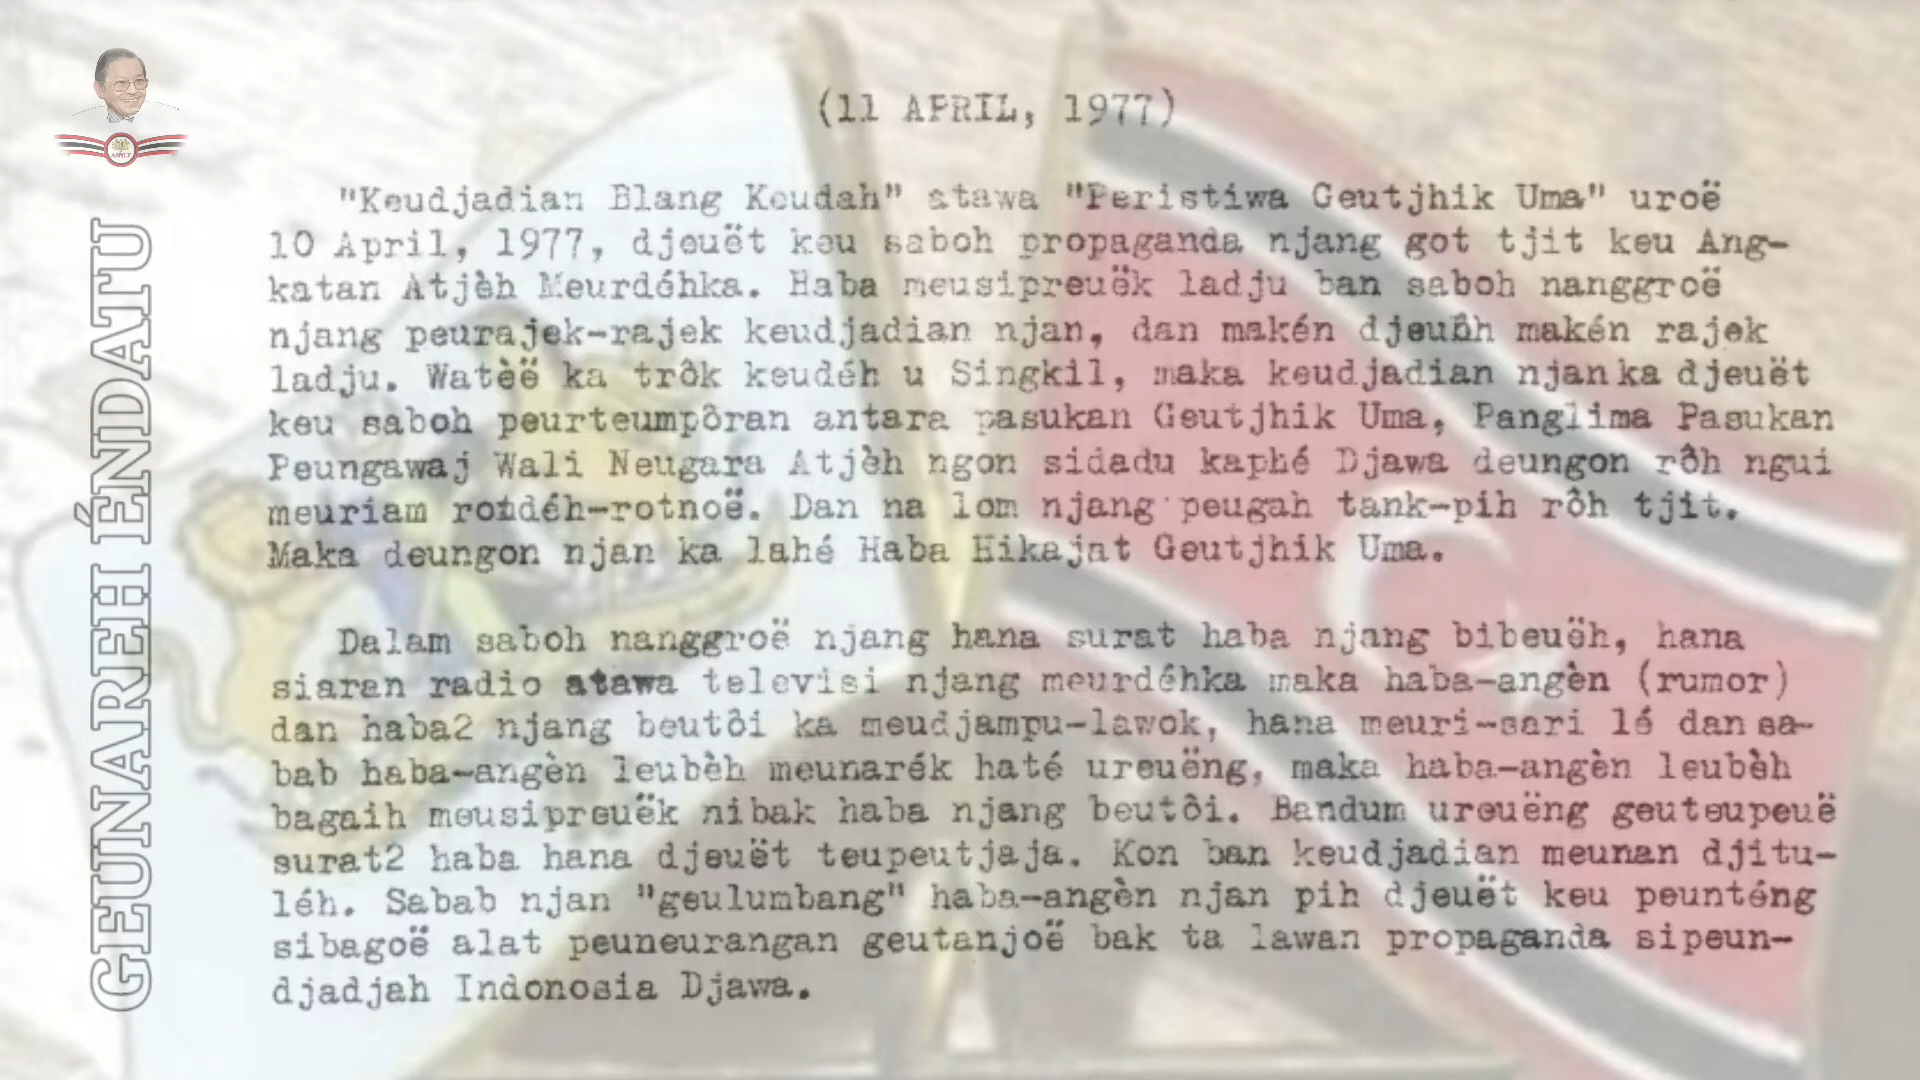 (11 APRIL, 1977)
"Keudjadian Blang Keudah" atawa "Peristiwa Geutjhik Uma" uroë
10 April, 1977, djeuët keu saboh propaganda njang got tjit keu Ang-
katan Atjèh Meurdéhka. Haba meusipreuëk ladju ban saboh nanggroë
njang peurajek-rajek keudjadian njan, dan makén djeuôh makén rajek
ladju. Watèë ka trôk keudéh u Singkil, maka keudjadian njan ka djeuët
keu saboh peurteumpôran antara pasukan Geutjhik Uma, Panglima Pasukan
Peungawaj Wali Neugara Atjèh ngon sidadu kaphé Djawa deungon rôh ngui
meuriam rotdéh-rotnoë. Dan na lom njang peugah tank-pih rôh tjit.
Maka deungon njan ka lahé Haba Hikajat Geutjhik Uma.
Dalam saboh nanggroë njang hana surat haba njang bibeuëh, hana
siaran radio atawa televisi njang meurdéhka maka haba-angèn (rumor)
dan haba2 njang beutôi ka meudjampu-lawok, hana meuri-sari lé dan sa-
bab haba-angèn leubèh meunarék haté ureuëng, maka haba-angèn leubèh
bagaih meusipreuëk nibak haba njang beutôi. Bandum ureuëng geuteupeuë
surat2 haba hana djeuët teupeutjaja. Kon ban keudjadian meunan djitu-
léh. Sabab njan "geulumbang" haba-angèn njan pih djeuët keu peunténg
sibagoë alat peuneurangan geutanjoë bak ta lawan propaganda sipeun-
djadjah Indonosia Djawa.
GEUNAREH ÉNDATU
ASNLF